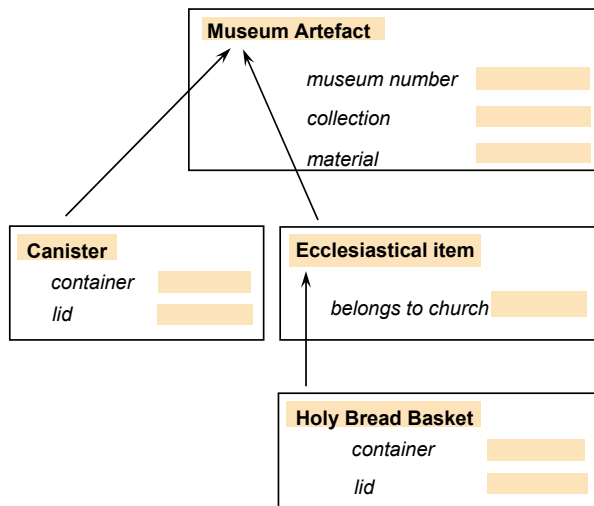 Museum Artefact
museum number
collection
material
Canister
container
lid
Ecclesiastical item
belongs to church
Holy Bread Basket
container
lid